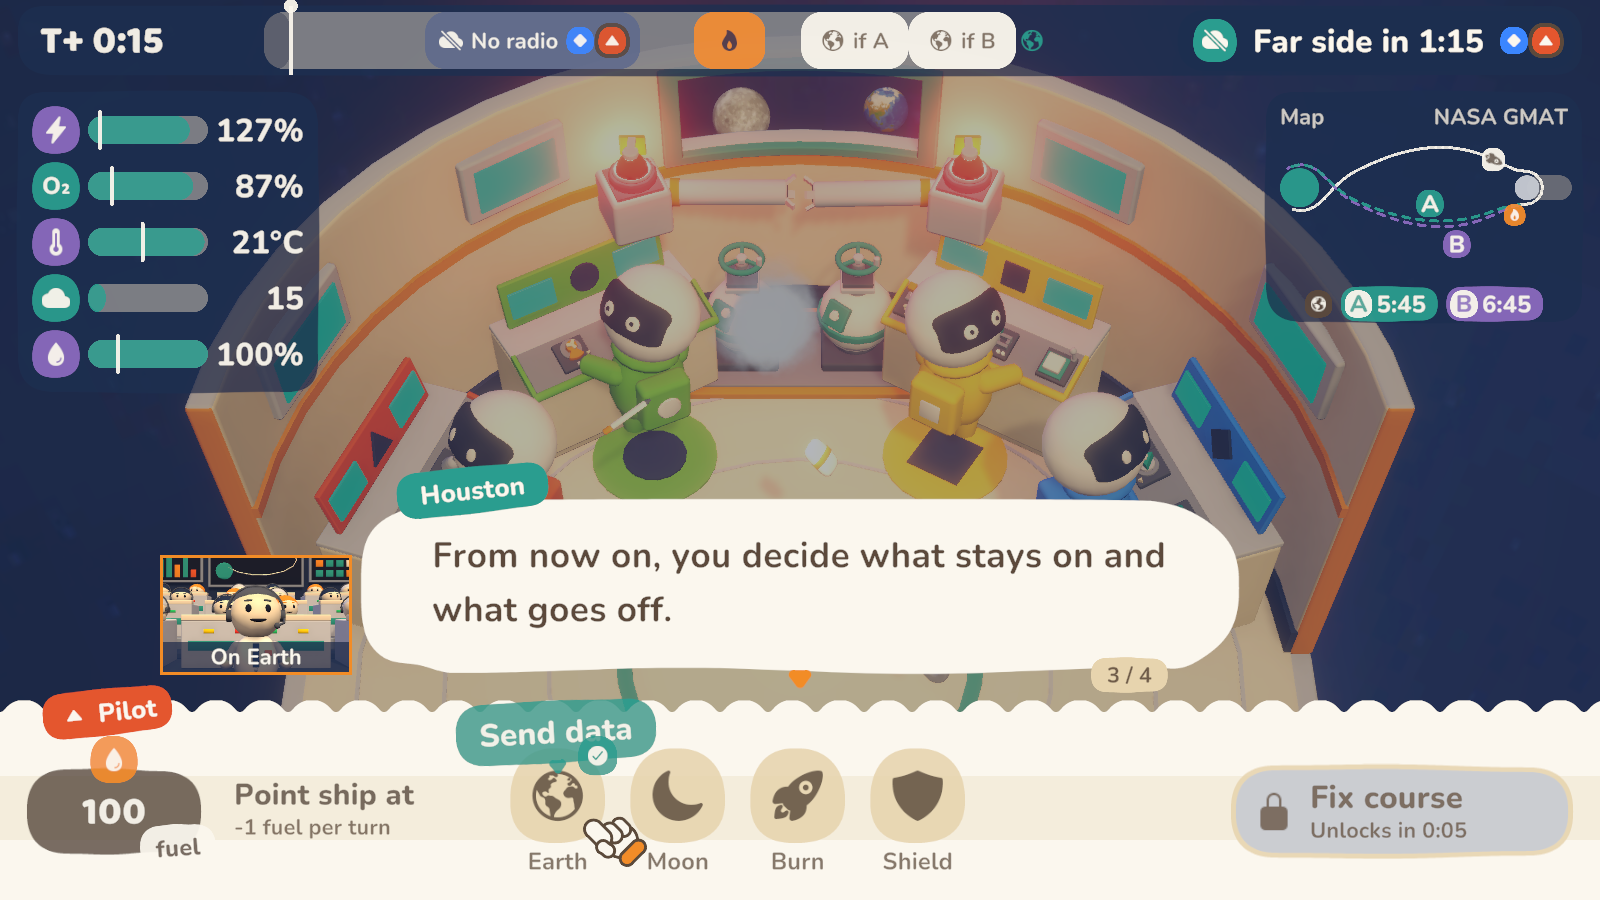 T+ 0:15
No radio
if A
if B
Far side in 1:15
127%
O₂
87%
21°C
15
100%
Map
NASA GMAT
A
B
A 5:45
B 6:45
Houston
From now on, you decide what stays on and
what goes off.
3 / 4
On Earth
Pilot
100
fuel
Point ship at
-1 fuel per turn
Send data
Earth
Moon
Burn
Shield
Fix course
Unlocks in 0:05